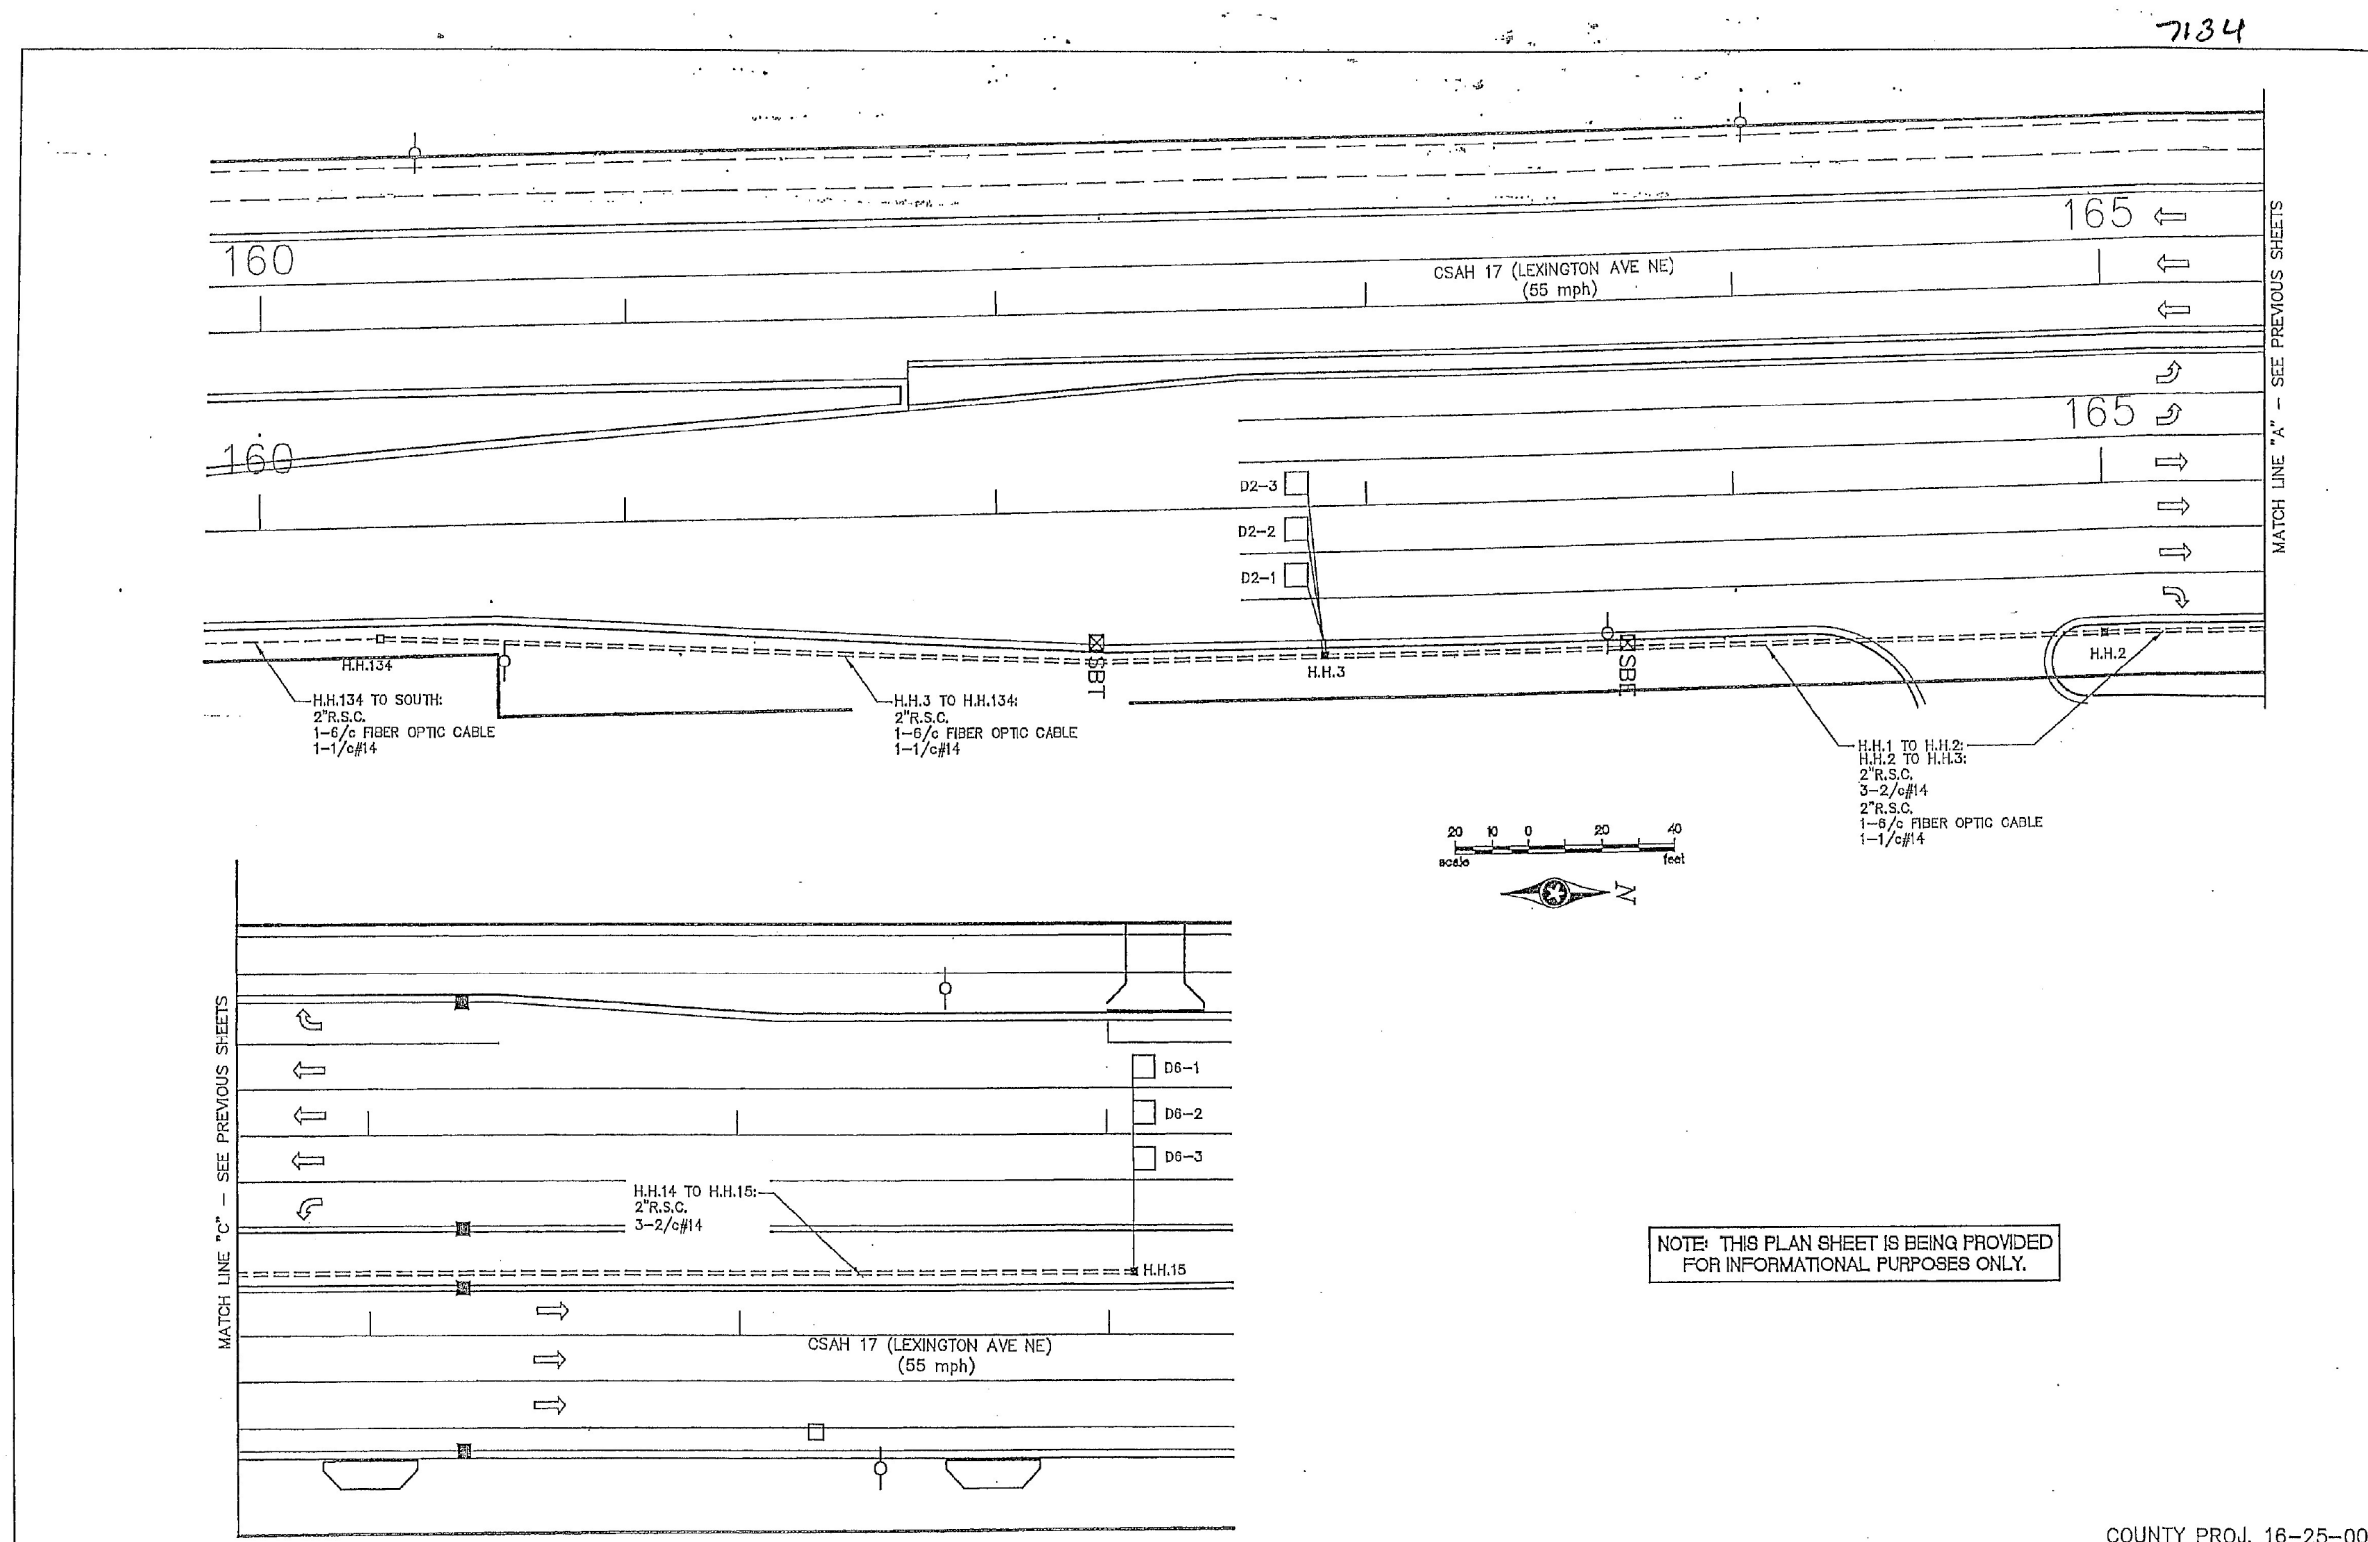 7134
165
160
CSAH 17 (LEXINGTON AVE NE)
(55 mph)
MATCH LINE "A" - SEE PREVIOUS SHEETS
165
160
D2-3
D2-2
D2-1
H.H.134
SBT
H.H.3
SBE
H.H.2
H.H.134 TO SOUTH:
2"R.S.C.
1-6/c FIBER OPTIC CABLE
1-1/c#14
H.H.3 TO H.H.134:
2"R.S.C.
1-6/c FIBER OPTIC CABLE
1-1/c#14
H.H.1 TO H.H.2:
H.H.2 TO H.H.3:
2"R.S.C.
3-2/c#14
2"R.S.C.
1-6/c FIBER OPTIC CABLE
1-1/c#14
20 10 0 20 40
scale feet
N
MATCH LINE "C" - SEE PREVIOUS SHEETS
D6-1
D6-2
D6-3
H.H.14 TO H.H.15:
2"R.S.C.
3-2/c#14
H.H.15
CSAH 17 (LEXINGTON AVE NE)
(55 mph)
NOTE: THIS PLAN SHEET IS BEING PROVIDED
FOR INFORMATIONAL PURPOSES ONLY.
COUNTY PROJ. 16-25-00